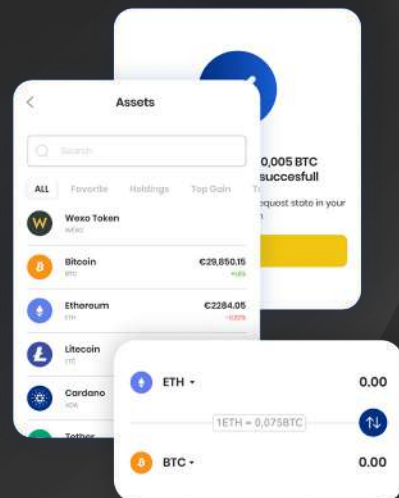 Assets
Search
0,005 BTC
succesfull
equest state in your
ALL Favorite Holdings Top Gain
W
Wexo Token
WEXO
Bitcoin €29,850.15
BTC
Ethereum €2284.05
ETH
Litecoin
LTC
Cardano
ADA
Tether
ETH 0.00
1ETH = 0,075BTC
BTC 0.00